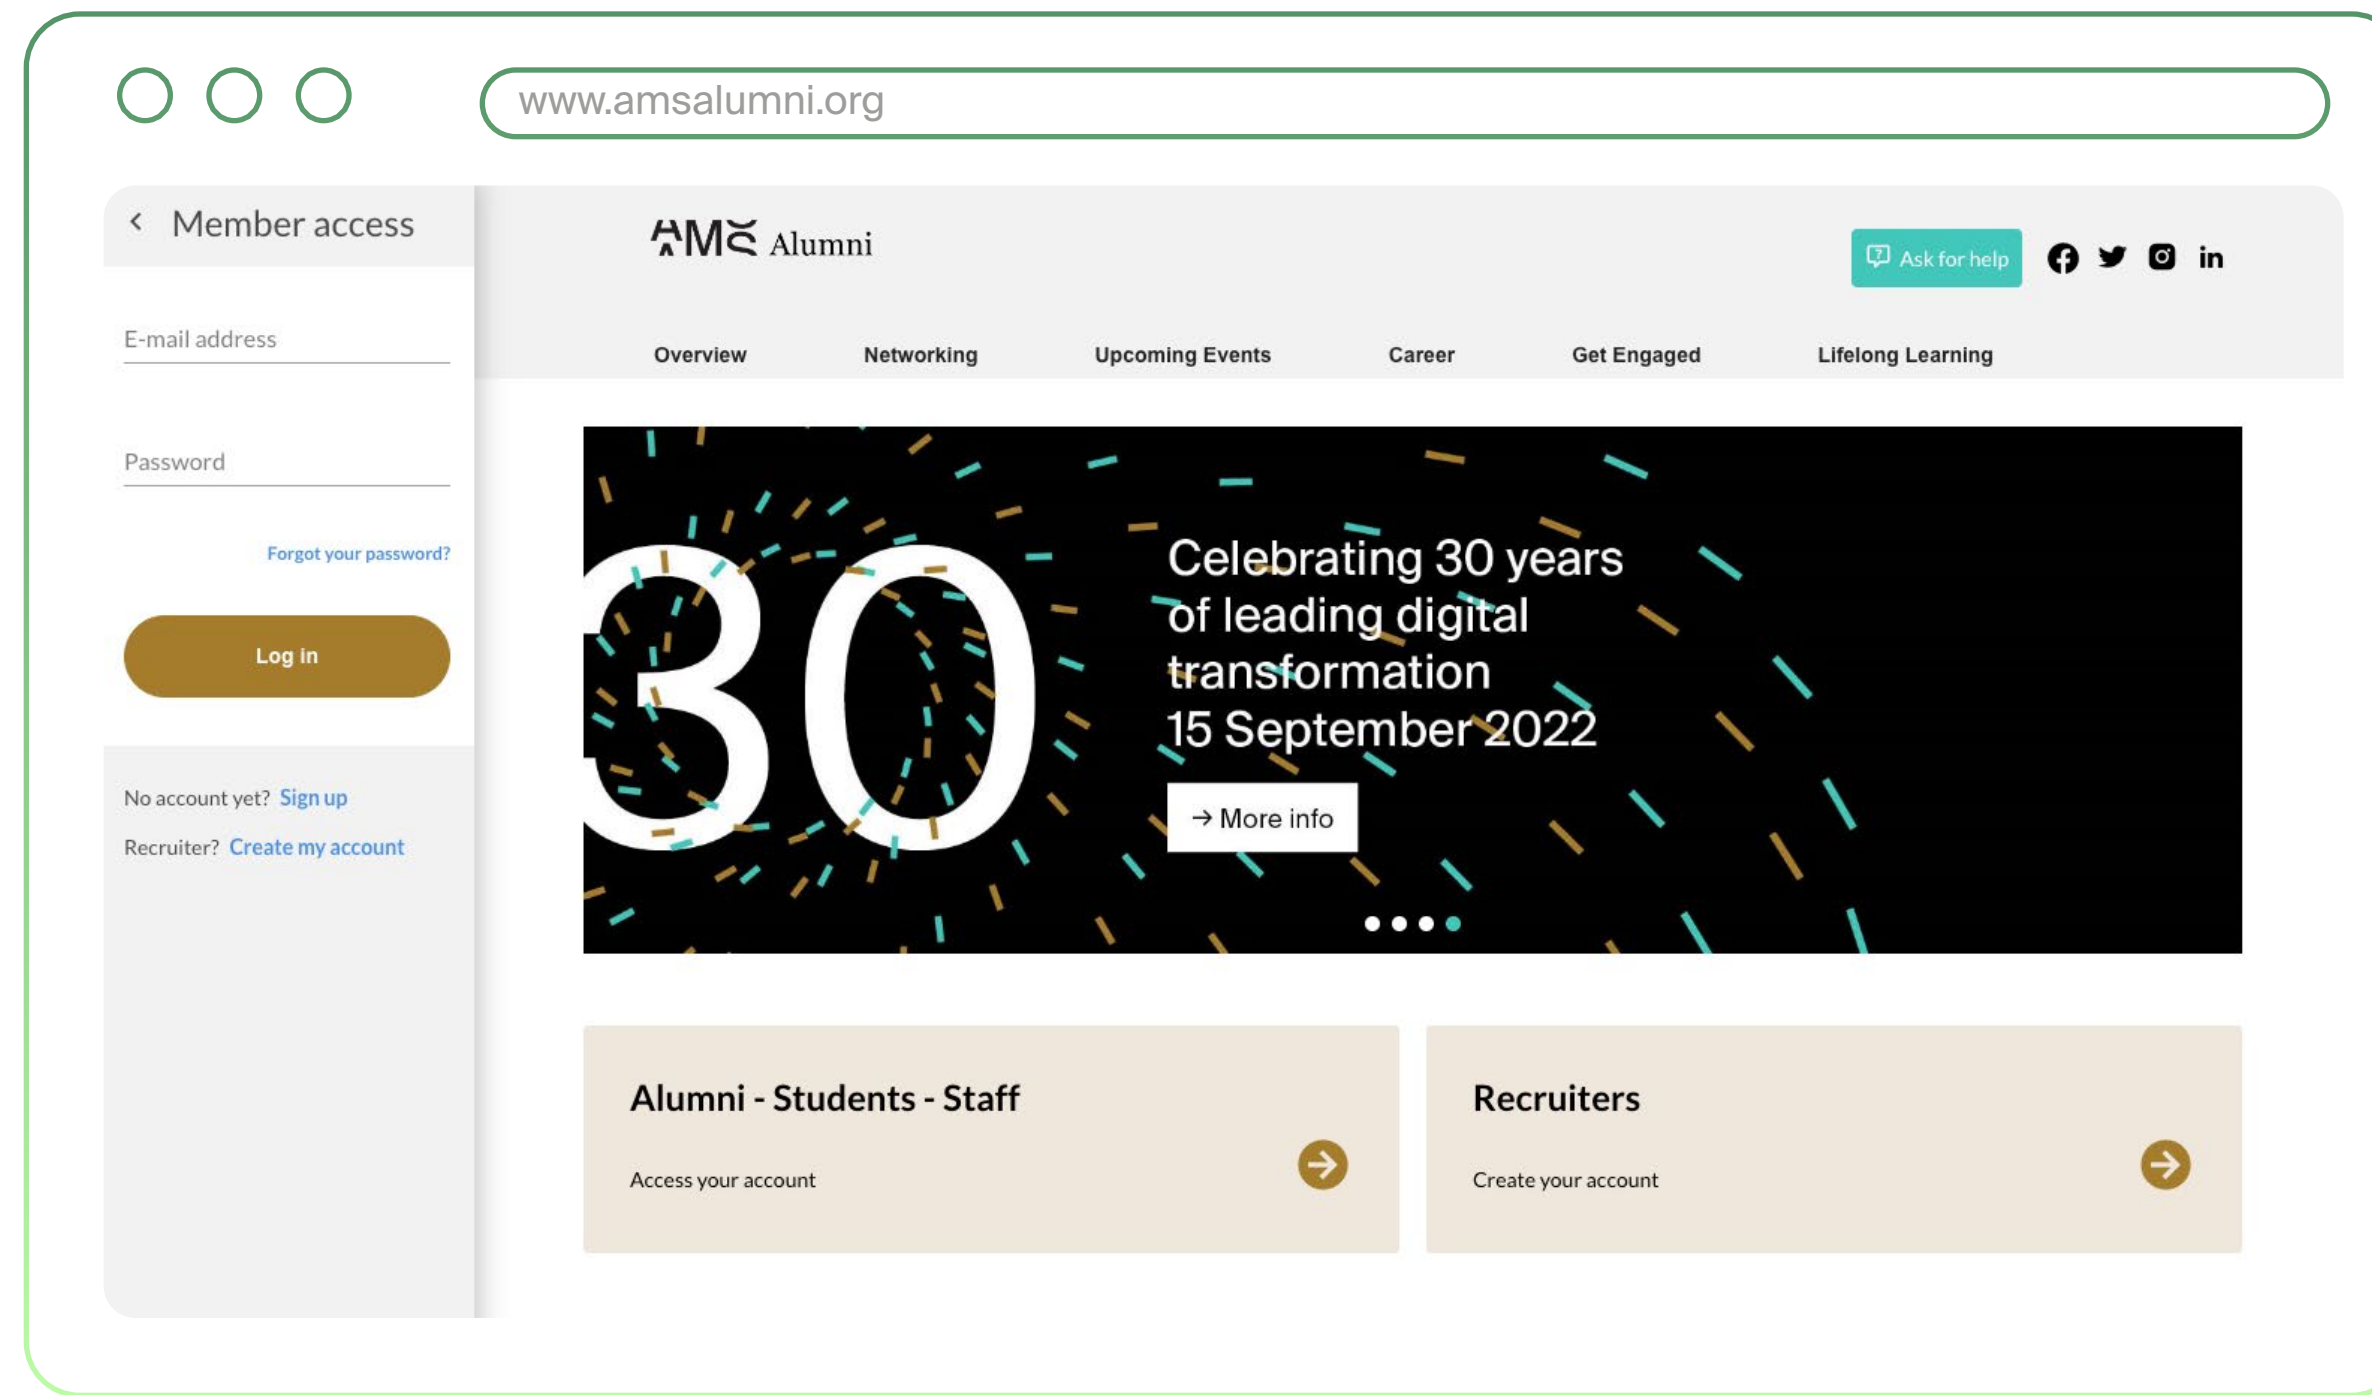 www.amsalumni.org
Member access
E-mail address
Password
Forgot your password?
Log in
No account yet? Sign up
Recruiter? Create my account
AMS Alumni
Ask for help
Overview Networking Upcoming Events Career Get Engaged Lifelong Learning
30
Celebrating 30 years
of leading digital
transformation
15 September 2022
→ More info
Alumni - Students - Staff
Access your account
Recruiters
Create your account